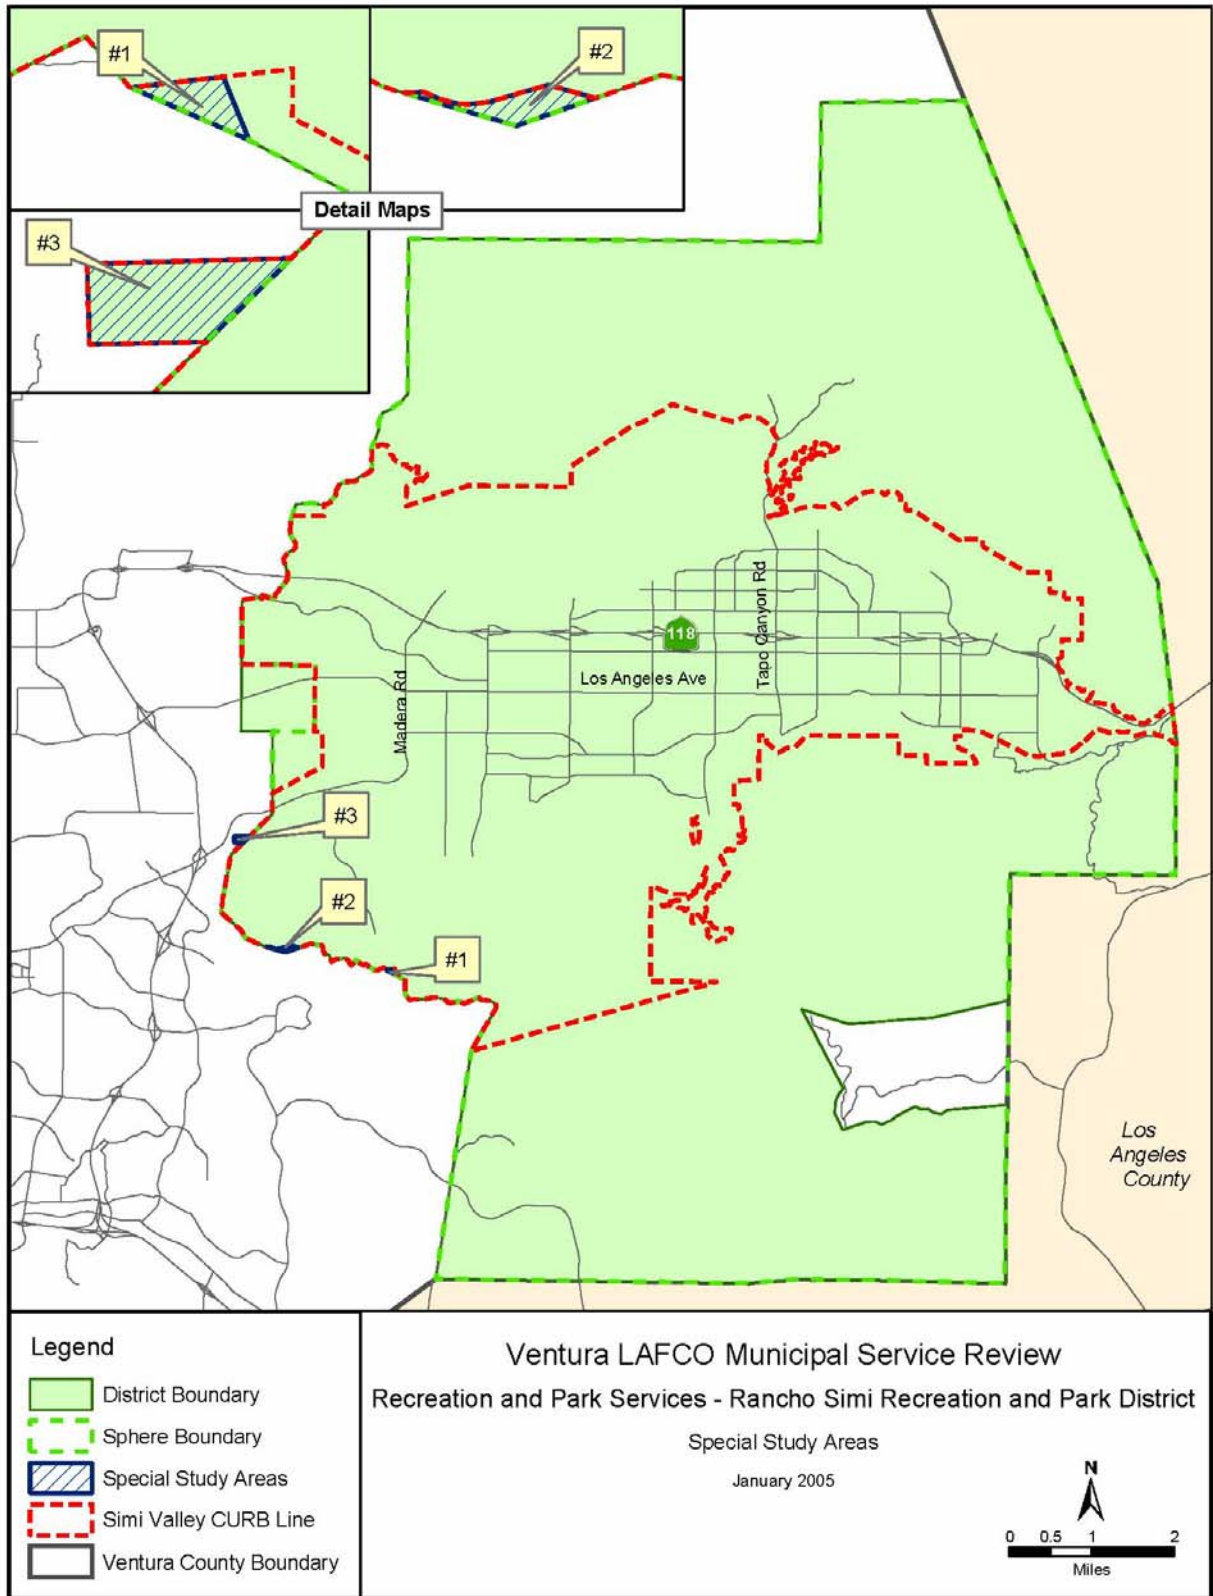 #1
#2
Detail Maps
#3
118
Tapo Canyon Rd
Los Angeles Ave
Madera Rd
#3
#2
#1
Los
Angeles
County
Legend
District Boundary
Sphere Boundary
Special Study Areas
Simi Valley CURB Line
Ventura County Boundary
Ventura LAFCO Municipal Service Review
Recreation and Park Services - Rancho Simi Recreation and Park District
Special Study Areas
January 2005
N
0 0.5 1 2
Miles